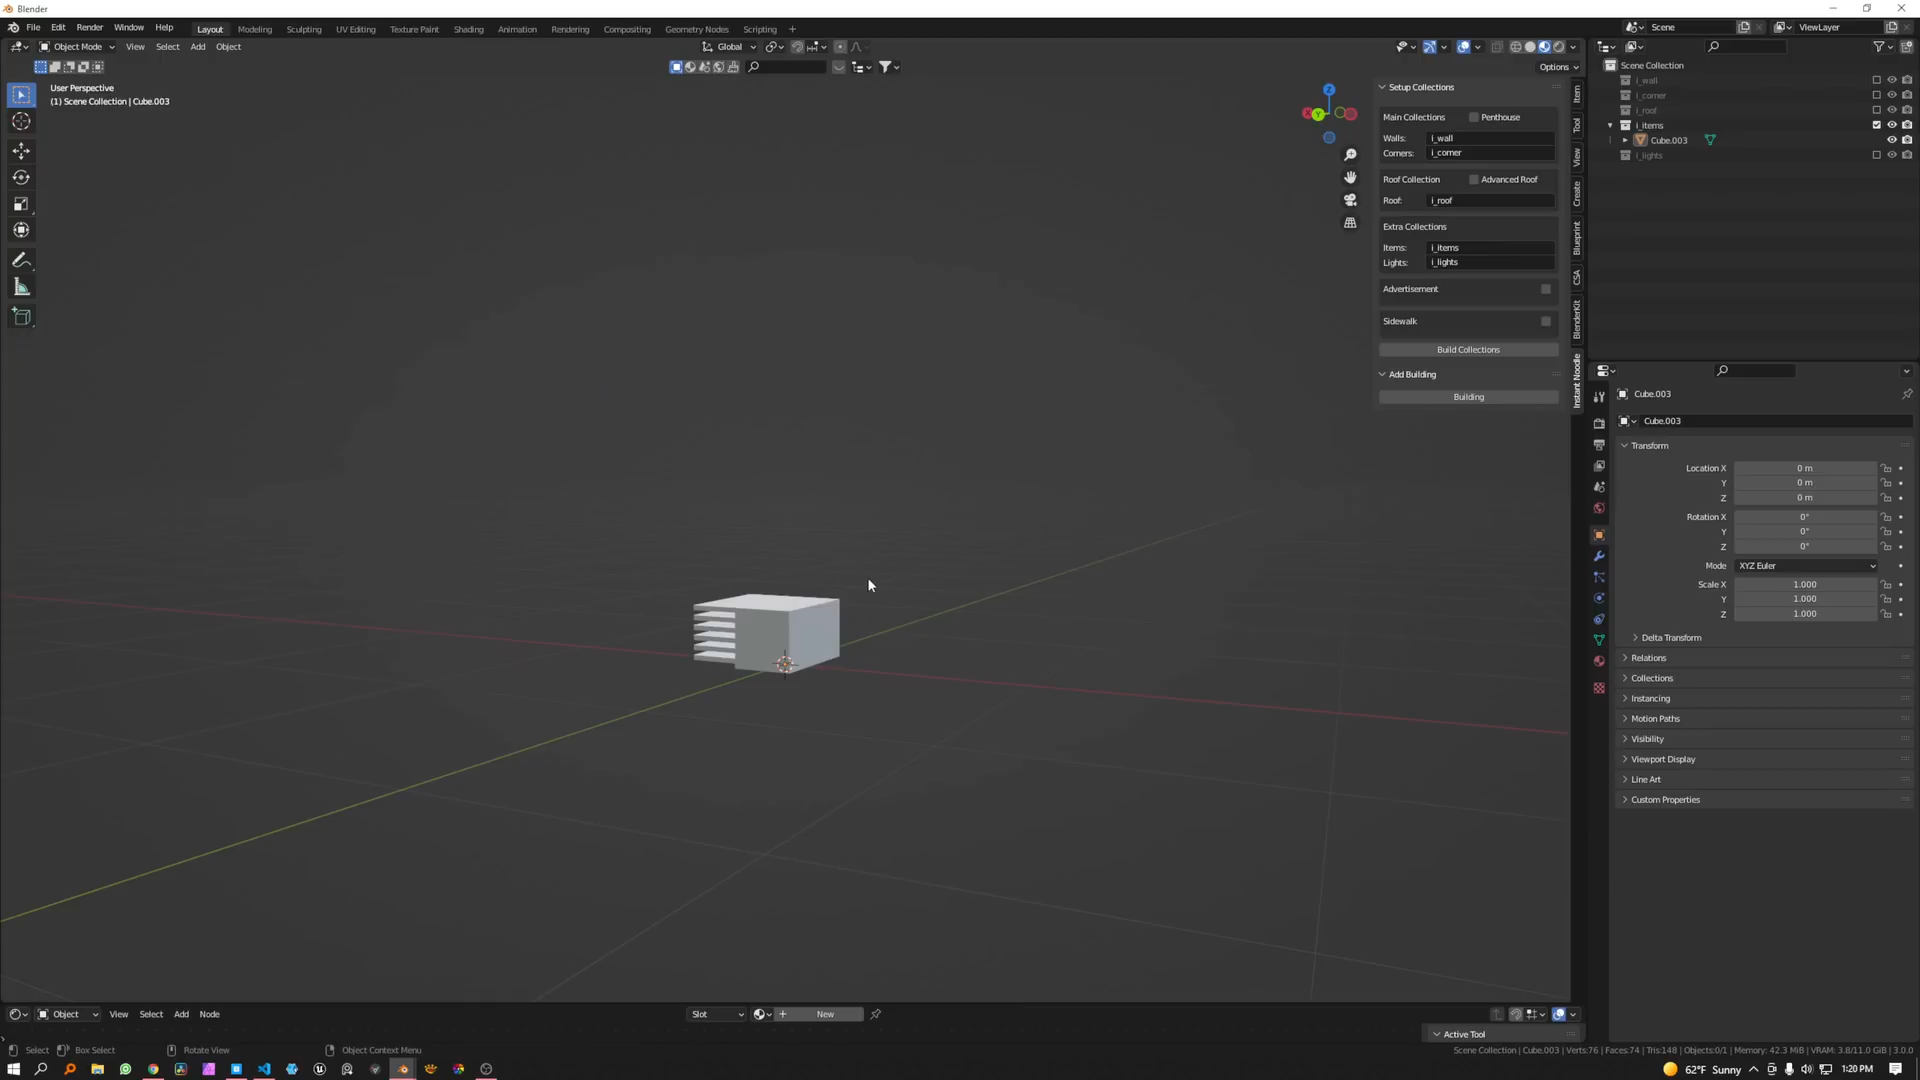 Blender
File Edit Render Window Help
Layout Modeling Sculpting UV Editing Texture Paint Shading Animation Rendering Compositing Geometry Nodes Scripting +
Scene
ViewLayer
Object Mode View Select Add Object
Global
Options
User Perspective
(1) Scene Collection | Cube.003
Z
X
Y
Setup Collections
Main Collections Penthouse
Walls: i_wall
Corners: i_corner
Roof Collection Advanced Roof
Roof: i_roof
Extra Collections
Items: i_items
Lights: i_lights
Advertisement
Sidewalk
Build Collections
Add Building
Building
Item
Tool
View
Create
Blueprint
CSA
BlenderKit
Instant Noodle
Scene Collection
i_wall
i_corner
i_roof
i_items
Cube.003
i_lights
Cube.003
Cube.003
Transform
Location X 0 m
Y 0 m
Z 0 m
Rotation X 0°
Y 0°
Z 0°
Mode XYZ Euler
Scale X 1.000
Y 1.000
Z 1.000
Delta Transform
Relations
Collections
Instancing
Motion Paths
Visibility
Viewport Display
Line Art
Custom Properties
Object View Select Add Node
Slot
New
Active Tool
Select Box Select Rotate View Object Context Menu
Scene Collection | Cube.003 | Verts:76 | Faces:74 | Tris:148 | Objects:0/1 | Memory: 42.3 MiB | VRAM: 3.8/11.0 GiB | 3.0.0
62°F Sunny
1:20 PM